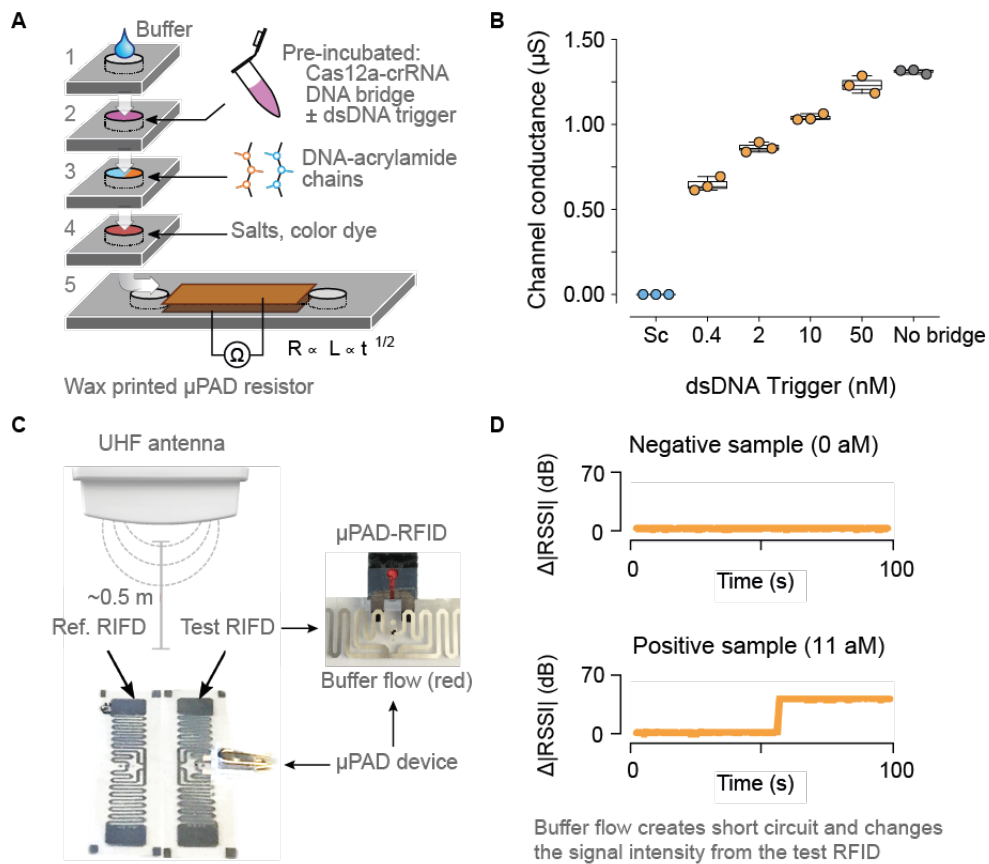 A
Buffer
1
2
3
4
5
Pre-incubated:
Cas12a-crRNA
DNA bridge
± dsDNA trigger
DNA-acrylamide
chains
Salts, color dye
Ω
R ∝ L ∝ t 1/2
Wax printed µPAD resistor
B
Channel conductance (µS)
1.50
1.00
0.50
0.00
Sc 0.4 2 10 50 No bridge
dsDNA Trigger (nM)
C
UHF antenna
~0.5 m
Ref. RIFD
Test RIFD
µPAD-RFID
Buffer flow (red)
µPAD device
D
Negative sample (0 aM)
Δ|RSSI| (dB)
70
0
0 100
Time (s)
Positive sample (11 aM)
Δ|RSSI| (dB)
70
0
0 100
Time (s)
Buffer flow creates short circuit and changes
the signal intensity from the test RFID